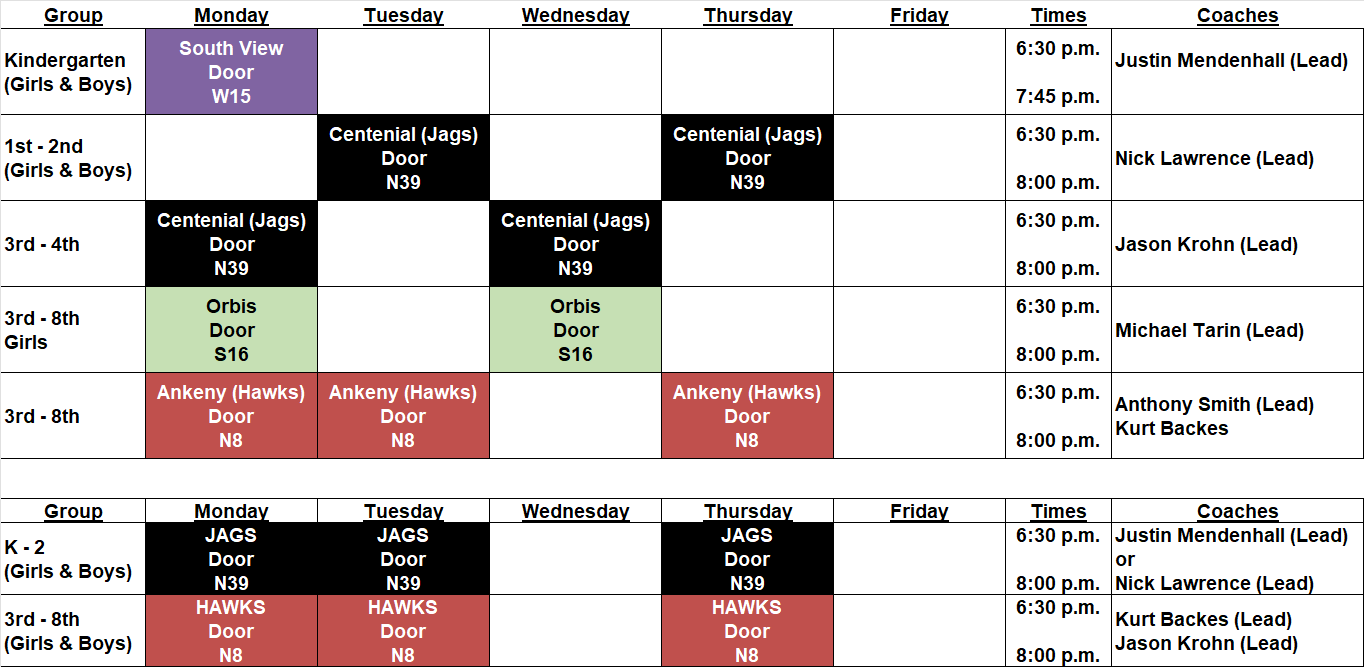 Group Monday Tuesday Wednesday Thursday Friday Times Coaches
Kindergarten
(Girls & Boys)
South View
Door
W15
6:30 p.m.
7:45 p.m.
Justin Mendenhall (Lead)
1st - 2nd
(Girls & Boys)
Centenial (Jags)
Door
N39
Centenial (Jags)
Door
N39
6:30 p.m.
8:00 p.m.
Nick Lawrence (Lead)
3rd - 4th
Centenial (Jags)
Door
N39
Centenial (Jags)
Door
N39
6:30 p.m.
8:00 p.m.
Jason Krohn (Lead)
3rd - 8th
Girls
Orbis
Door
S16
Orbis
Door
S16
6:30 p.m.
8:00 p.m.
Michael Tarin (Lead)
3rd - 8th
Ankeny (Hawks)
Door
N8
Ankeny (Hawks)
Door
N8
Ankeny (Hawks)
Door
N8
6:30 p.m.
8:00 p.m.
Anthony Smith (Lead)
Kurt Backes
Group Monday Tuesday Wednesday Thursday Friday Times Coaches
K - 2
(Girls & Boys)
JAGS
Door
N39
JAGS
Door
N39
JAGS
Door
N39
6:30 p.m.
8:00 p.m.
Justin Mendenhall (Lead)
or
Nick Lawrence (Lead)
3rd - 8th
(Girls & Boys)
HAWKS
Door
N8
HAWKS
Door
N8
HAWKS
Door
N8
6:30 p.m.
8:00 p.m.
Kurt Backes (Lead)
Jason Krohn (Lead)